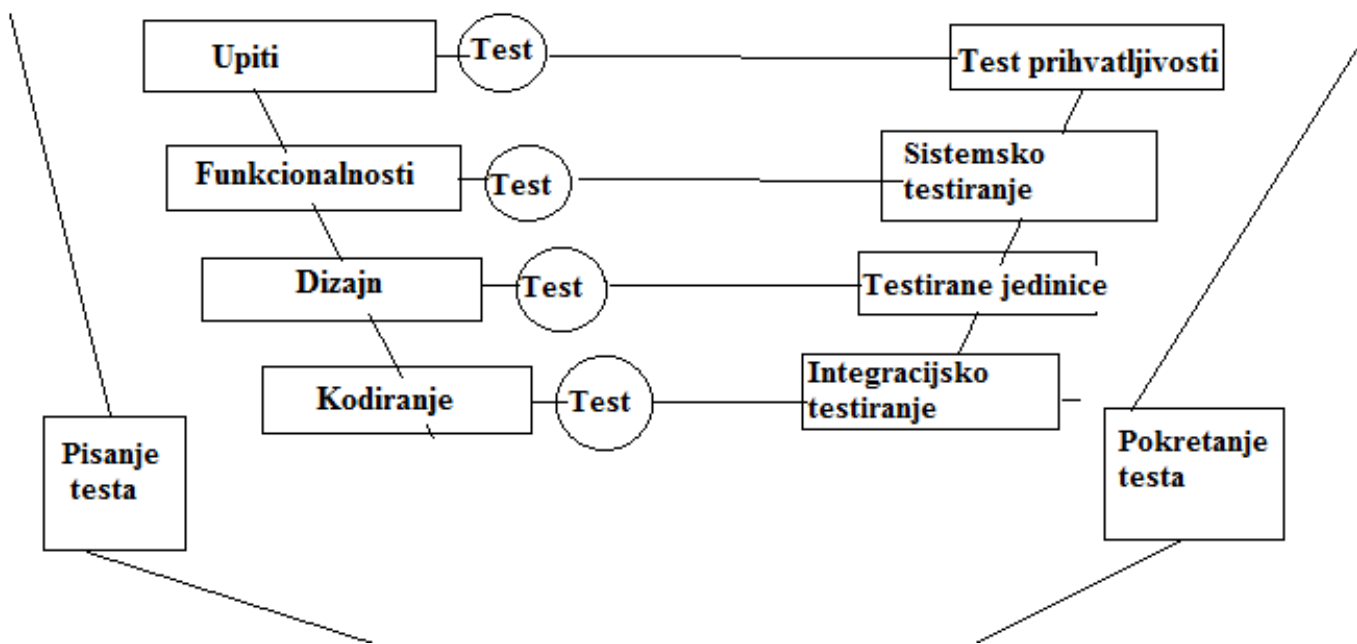 Upiti
Test
Test prihvatljivosti
Funkcionalnosti
Test
Sistemsko
testiranje
Dizajn
Test
Testirane jedinice
Kodiranje
Test
Integracijsko
testiranje
Pisanje
testa
Pokretanje
testa